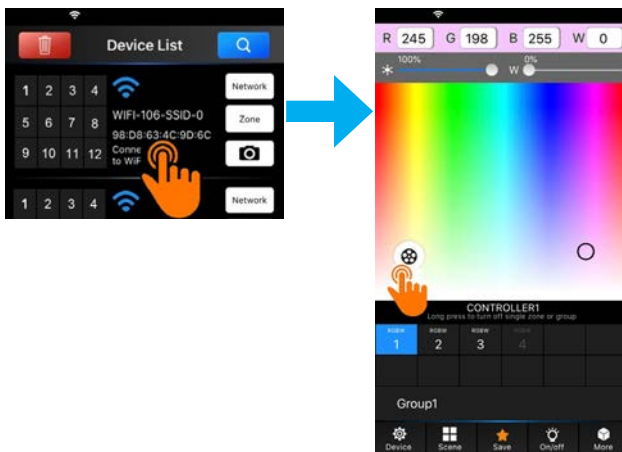 Device List
1 2 3 4
Network
5 6 7 8
WIFI-106-SSID-0
Zone
98:D8:63:4C:9D:6C
9 10 11 12
Conne
to WiF
1 2 3 4
Network
R 245 G 198 B 255 W 0
100% W 0%
CONTROLLER1
Long press to turn off single zone or group
RGBW RGBW RGBW RGBW
1 2 3 4
Group1
Device Scene Save On/off More